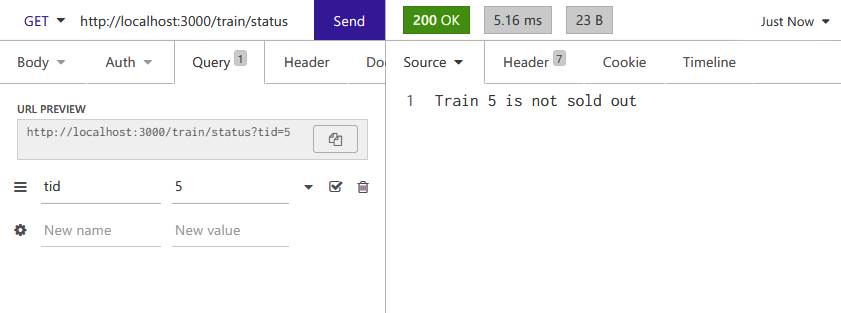 GET http://localhost:3000/train/status Send 200 OK 5.16 ms 23 B Just Now
Body Auth Query 1 Header Do Source Header 7 Cookie Timeline
URL PREVIEW
http://localhost:3000/train/status?tid=5
1 Train 5 is not sold out
tid 5
New name New value